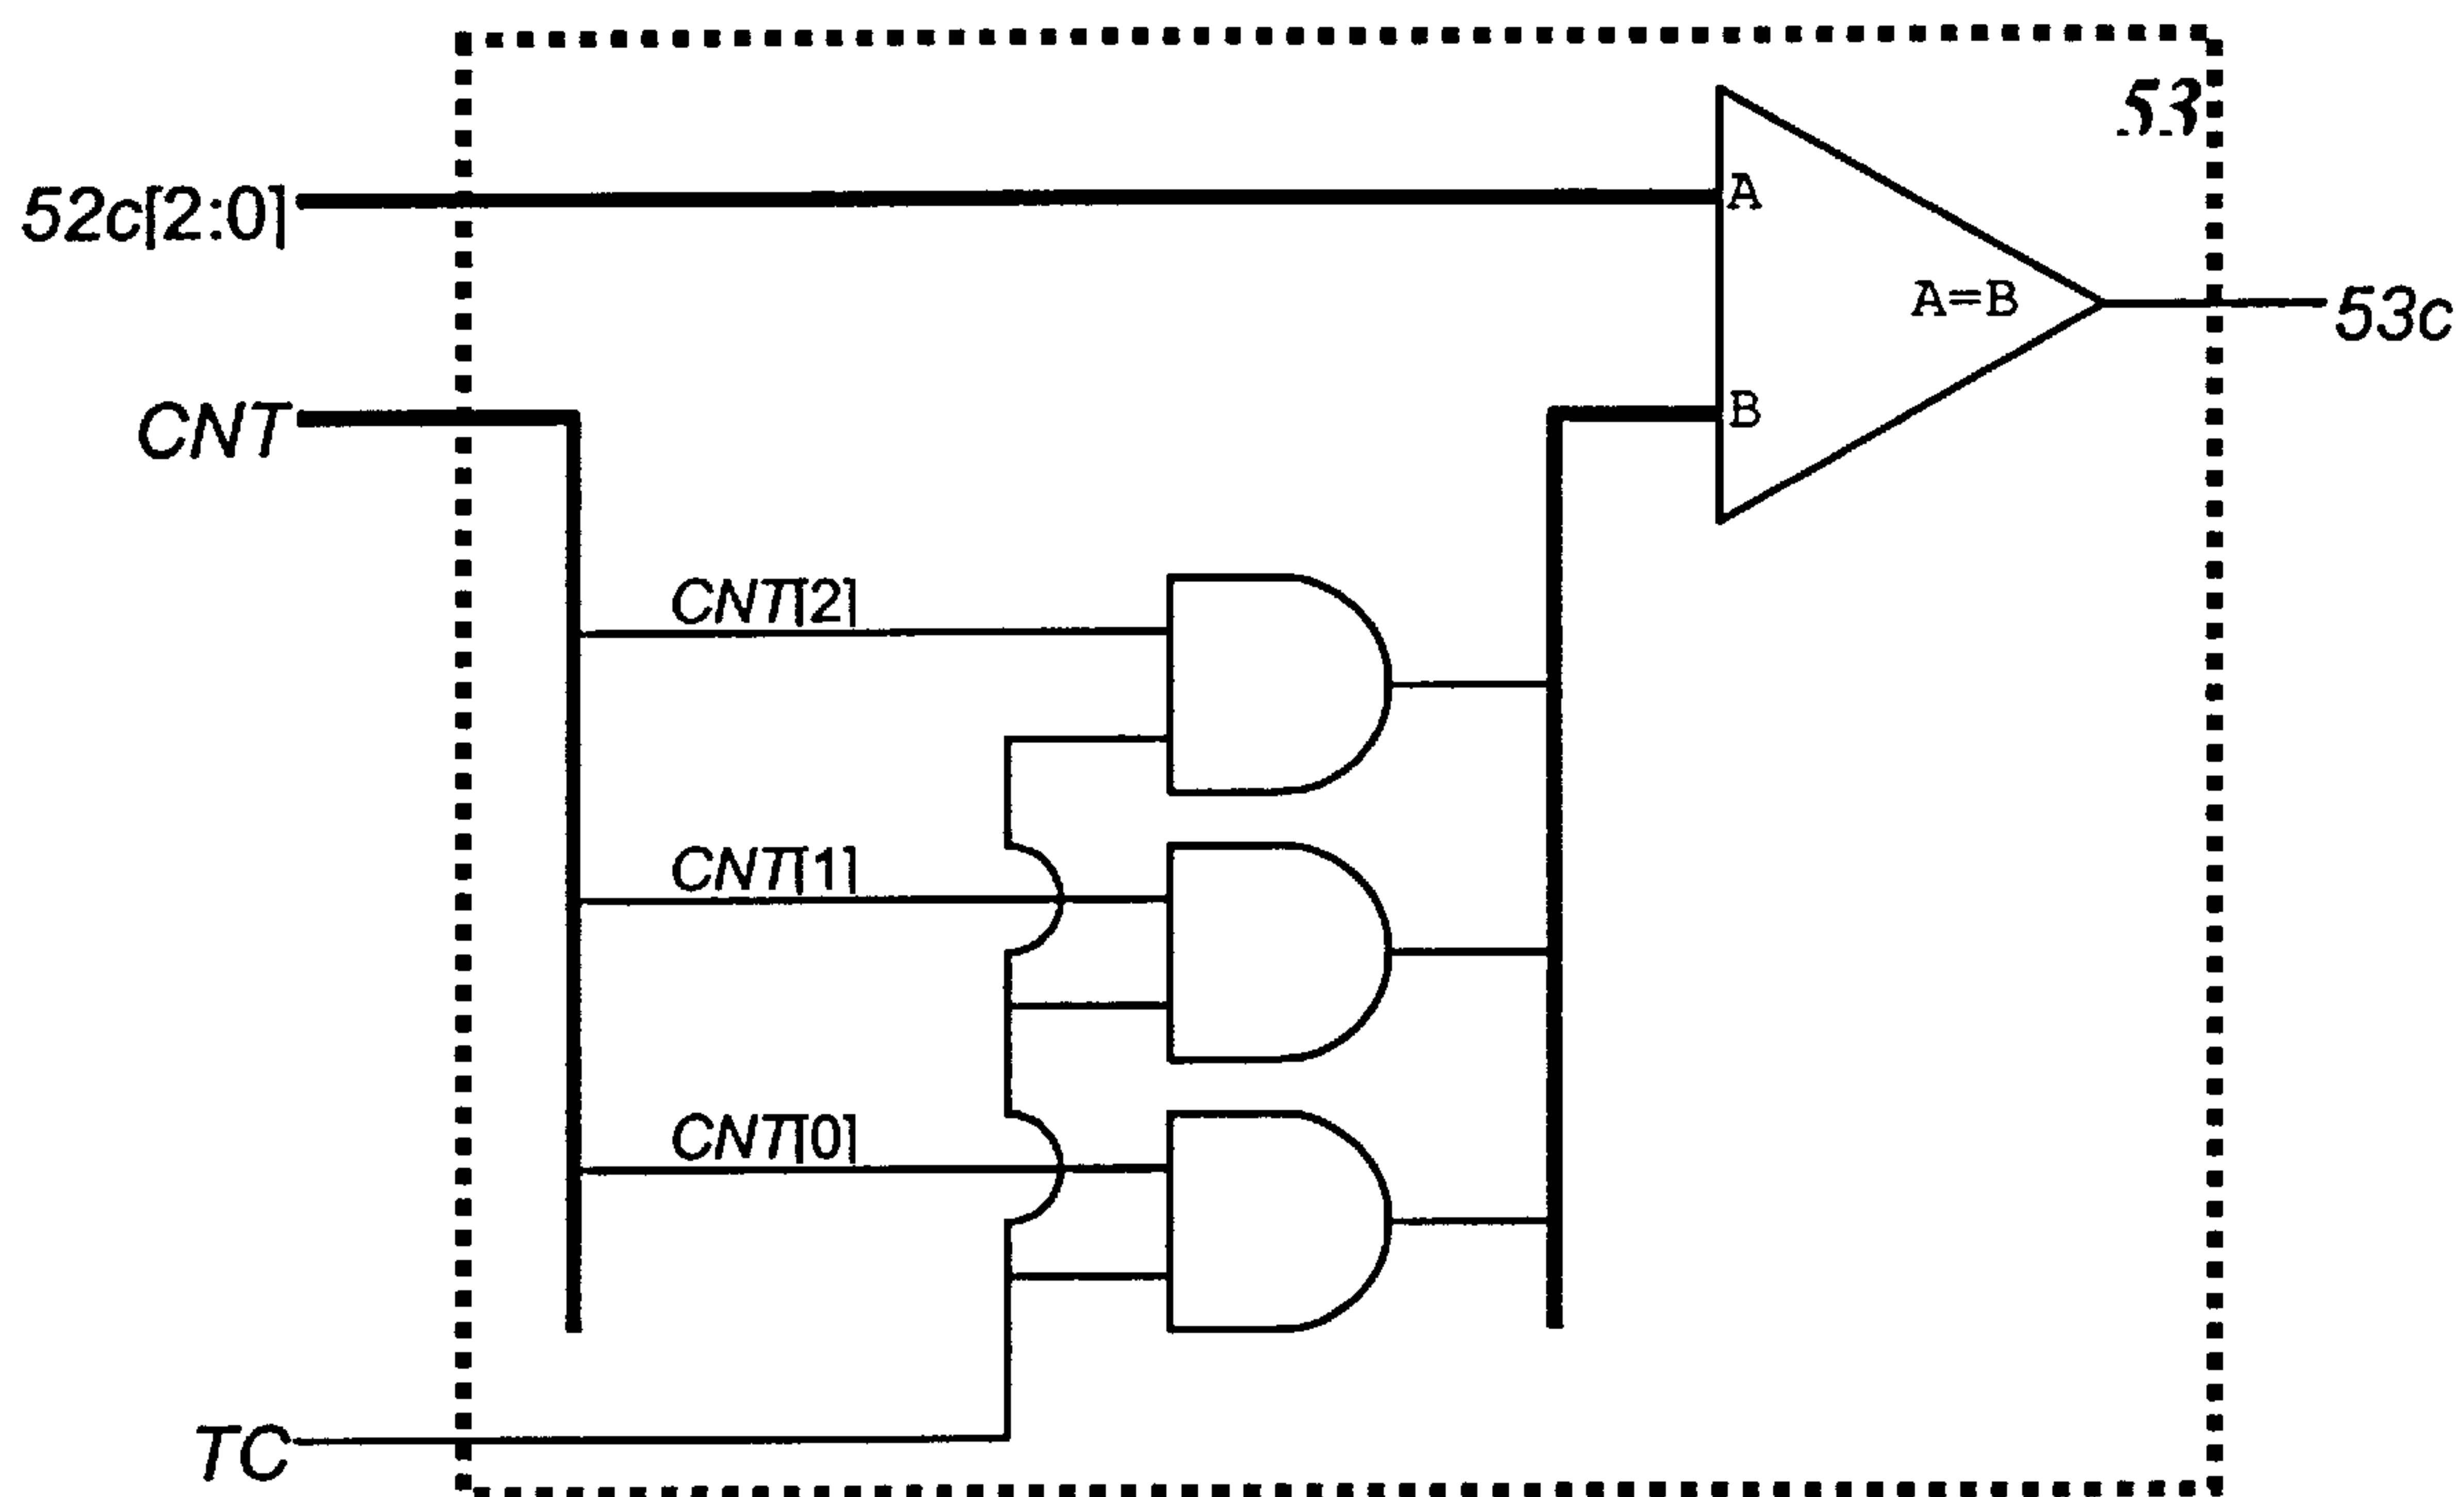 53
52c[2:0]
A
A=B
53c
CNT
B
CNT[2]
CNT[1]
CNT[0]
TC